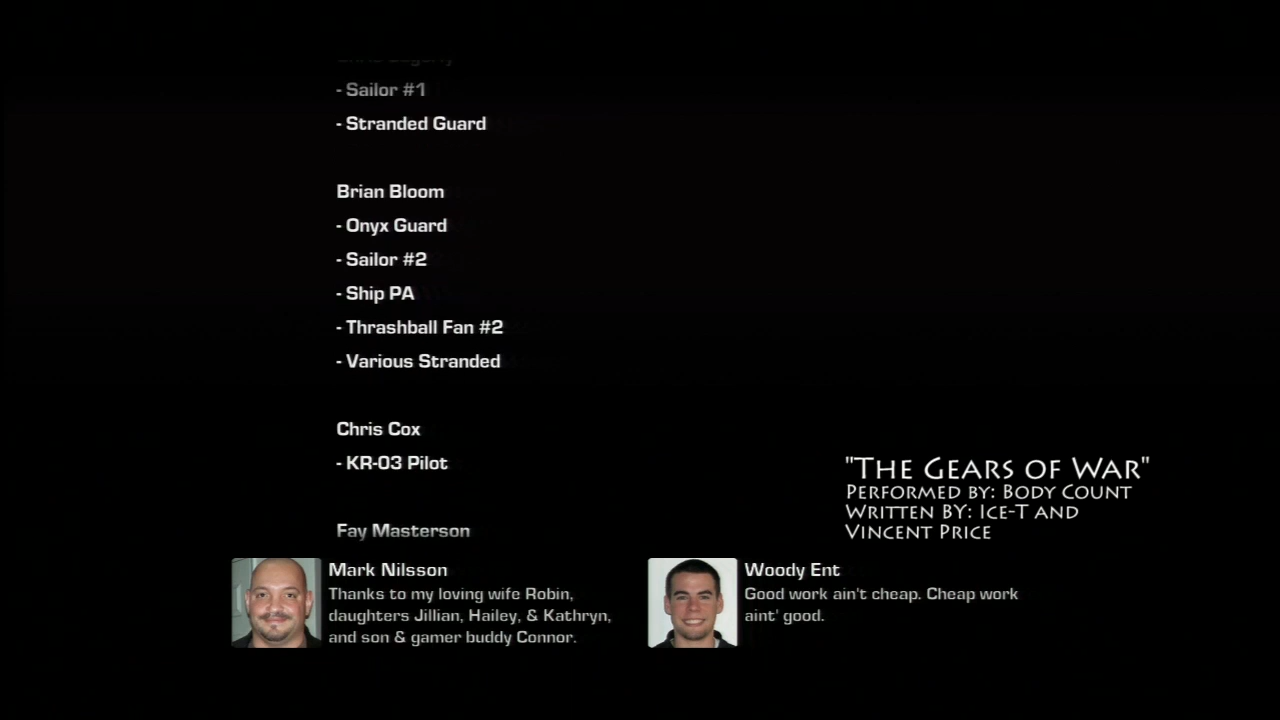 - Sailor #1
- Stranded Guard
Brian Bloom
- Onyx Guard
- Sailor #2
- Ship PA
- Thrashball Fan #2
- Various Stranded
Chris Cox
- KR-03 Pilot
Fay Masterson
"The Gears of War"
Performed by: Body Count
Written BY: Ice-T and
Vincent Price
Mark Nilsson
Thanks to my loving wife Robin,
daughters Jillian, Hailey, & Kathryn,
and son & gamer buddy Connor.
Woody Ent
Good work ain't cheap. Cheap work
aint' good.